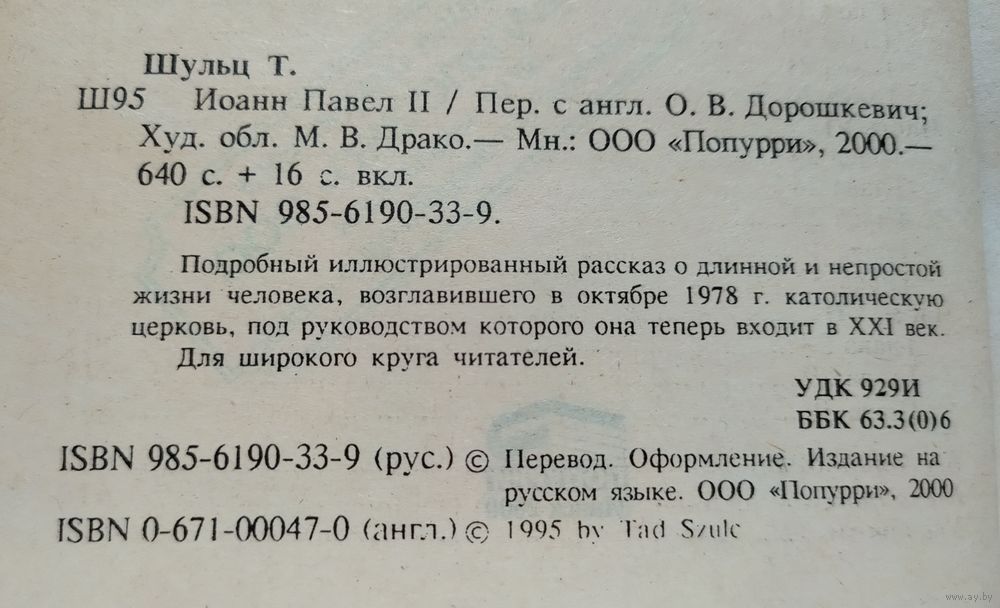 Шульц Т.
Ш95 Иоанн Павел II / Пер. с англ. О. В. Дорошкевич;
Худ. обл. М. В. Драко.— Мн.: ООО «Попурри», 2000.—
640 с. + 16 с. вкл.
ISBN 985-6190-33-9.
Подробный иллюстрированный рассказ о длинной и непростой
жизни человека, возглавившего в октябре 1978 г. католическую
церковь, под руководством которого она теперь входит в XXI век.
Для широкого круга читателей.
УДК 929И
ББК 63.3(0)6
ISBN 985-6190-33-9 (рус.) © Перевод. Оформление. Издание на
русском языке. ООО «Попурри», 2000
ISBN 0-671-00047-0 (англ.) © 1995 by Tad Szulc
www.ay.by